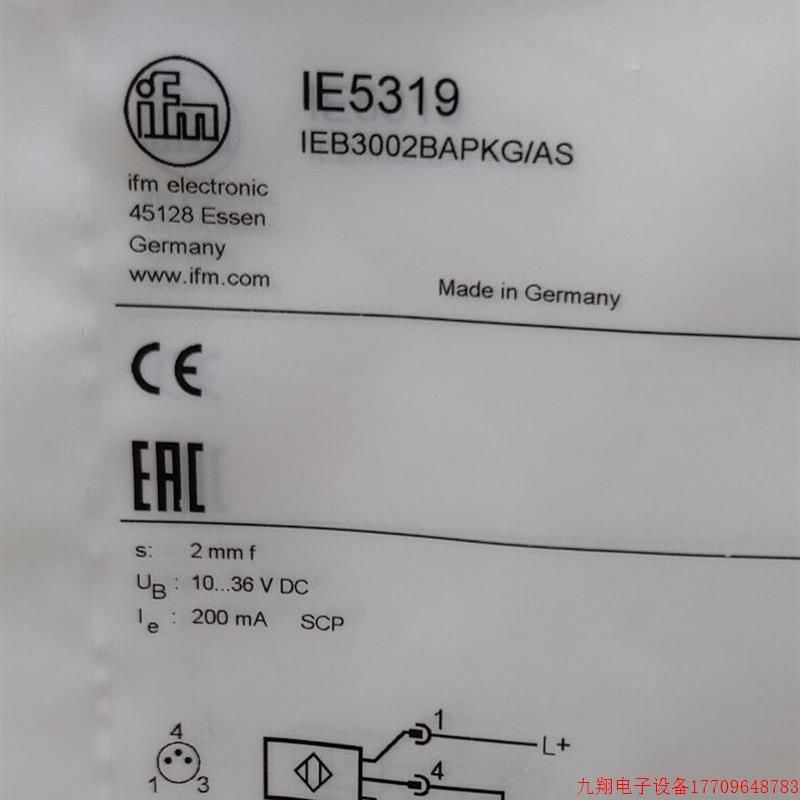 ifm
IE5319
IEB3002BAPKG/AS
ifm electronic
45128 Essen
Germany
www.ifm.com
Made in Germany
CE
EAC
s: 2 mm f
UB : 10...36 V DC
Ie : 200 mA SCP
4
1 3
1
L+
4
九翔电子设备17709648783